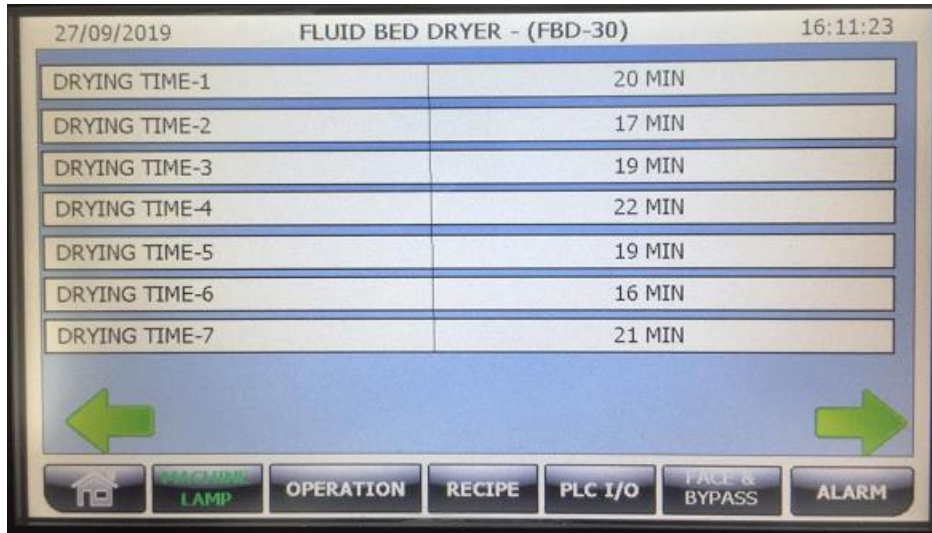 27/09/2019 FLUID BED DRYER - (FBD-30) 16:11:23
DRYING TIME-1 20 MIN
DRYING TIME-2 17 MIN
DRYING TIME-3 19 MIN
DRYING TIME-4 22 MIN
DRYING TIME-5 19 MIN
DRYING TIME-6 16 MIN
DRYING TIME-7 21 MIN
MACHINE LAMP OPERATION RECIPE PLC I/O FACE & BYPASS ALARM